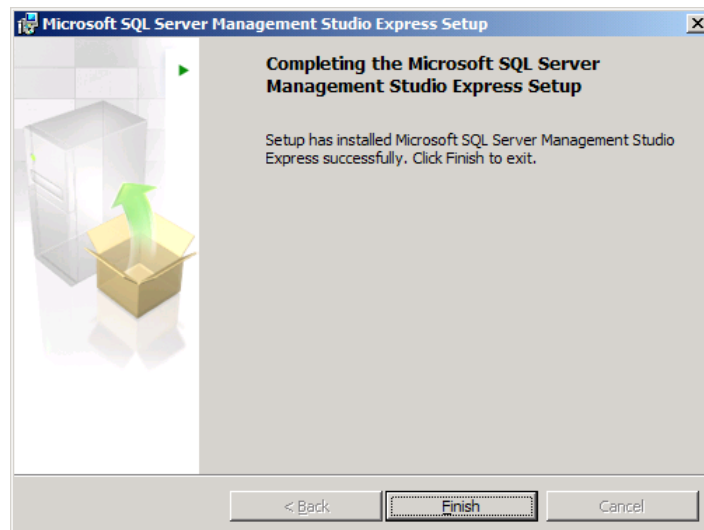 Microsoft SQL Server Management Studio Express Setup
Completing the Microsoft SQL Server
Management Studio Express Setup
Setup has installed Microsoft SQL Server Management Studio
Express successfully. Click Finish to exit.
< Back Finish Cancel